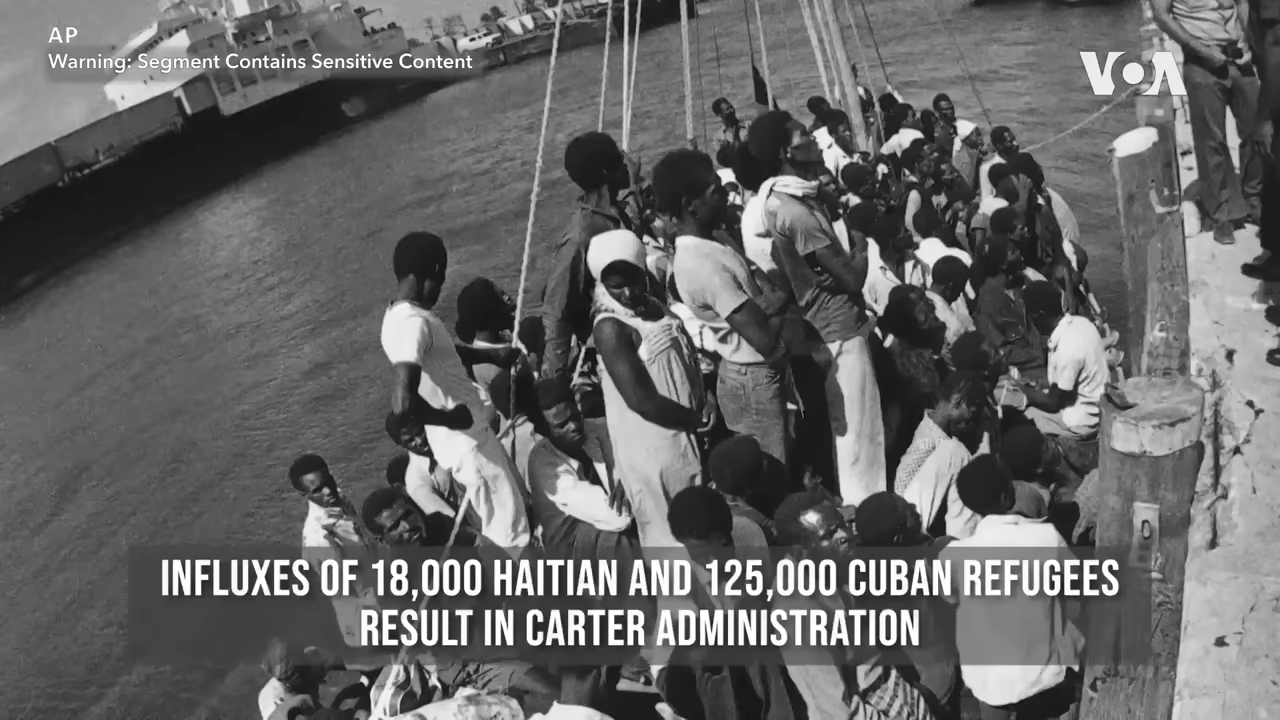 AP
Warning: Segment Contains Sensitive Content
VOA
INFLUXES OF 18,000 HAITIAN AND 125,000 CUBAN REFUGEES
RESULT IN CARTER ADMINISTRATION